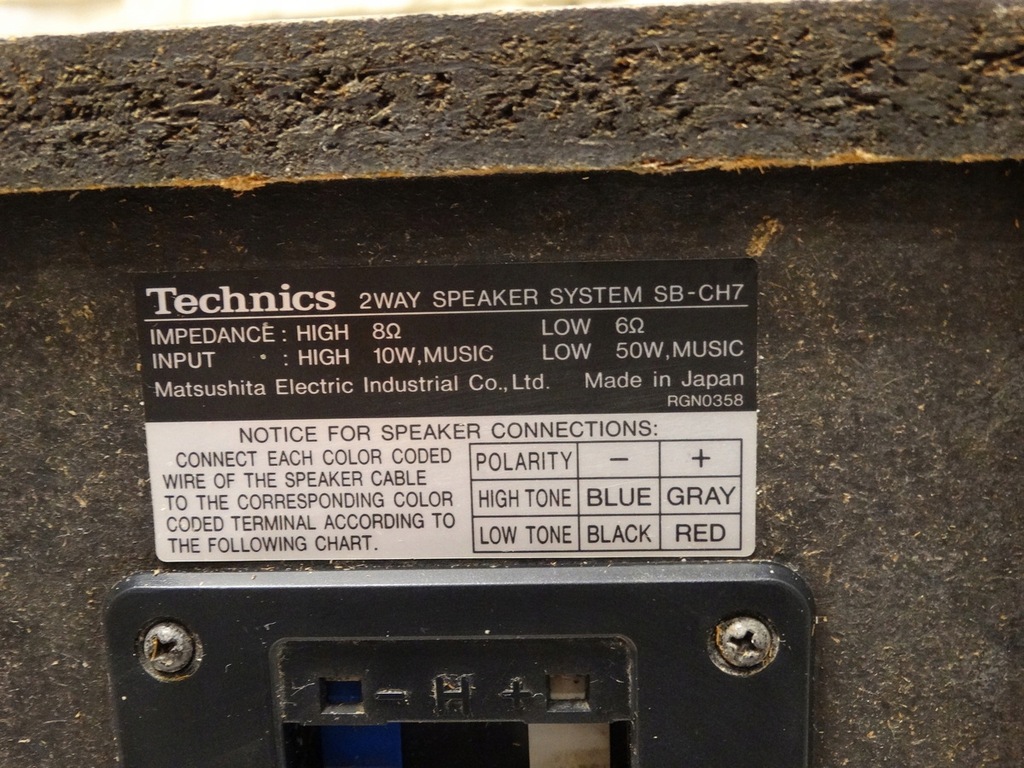 Technics 2WAY SPEAKER SYSTEM SB-CH7
IMPEDANCE : HIGH 8Ω LOW 6Ω
INPUT : HIGH 10W,MUSIC LOW 50W,MUSIC
Matsushita Electric Industrial Co., Ltd. Made in Japan
RGN0358
NOTICE FOR SPEAKER CONNECTIONS:
CONNECT EACH COLOR CODED
WIRE OF THE SPEAKER CABLE
TO THE CORRESPONDING COLOR
CODED TERMINAL ACCORDING TO
THE FOLLOWING CHART.
POLARITY − +
HIGH TONE BLUE GRAY
LOW TONE BLACK RED
− H +